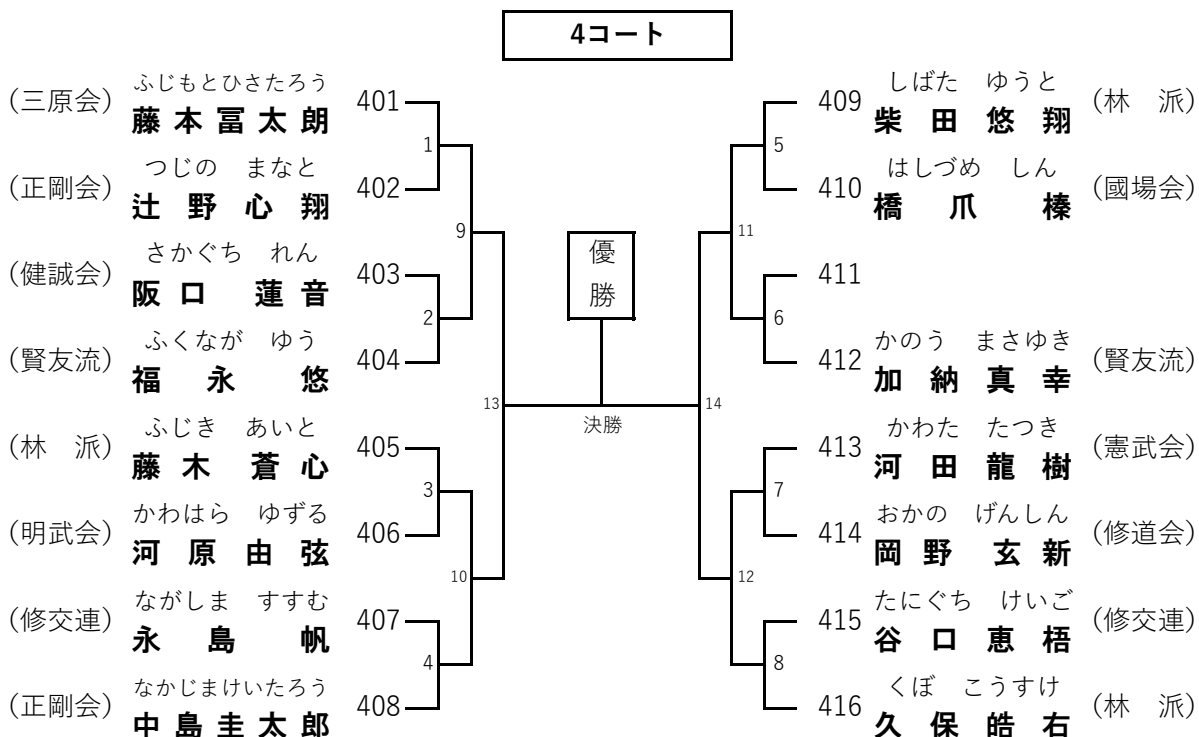 4コート
ふじもとひさたろう
(三原会) 藤本冨太朗 401
1
つじの まなと
(正剛会) 辻野心翔 402
9
さかぐち れん
(健誠会) 阪口 蓮音 403
2
ふくなが ゆう
(賢友流) 福永 悠 404
13
ふじき あいと
(林 派) 藤木 蒼心 405
3
かわはら ゆずる
(明武会) 河原由弦 406
10
ながしま すすむ
(修交連) 永島 帆 407
4
なかじまけいたろう
(正剛会) 中島圭太郎 408
優
勝
決勝
しばた ゆうと
409 柴田悠翔 (林 派)
5
はしづめ しん
410 橋爪 榛 (國場会)
11
411
6
かのう まさゆき
412 加納真幸 (賢友流)
14
かわた たつき
413 河田龍樹 (憲武会)
7
おかの げんしん
414 岡野 玄新 (修道会)
12
たにぐち けいご
415 谷口恵梧 (修交連)
8
くぼ こうすけ
416 久保皓右 (林 派)